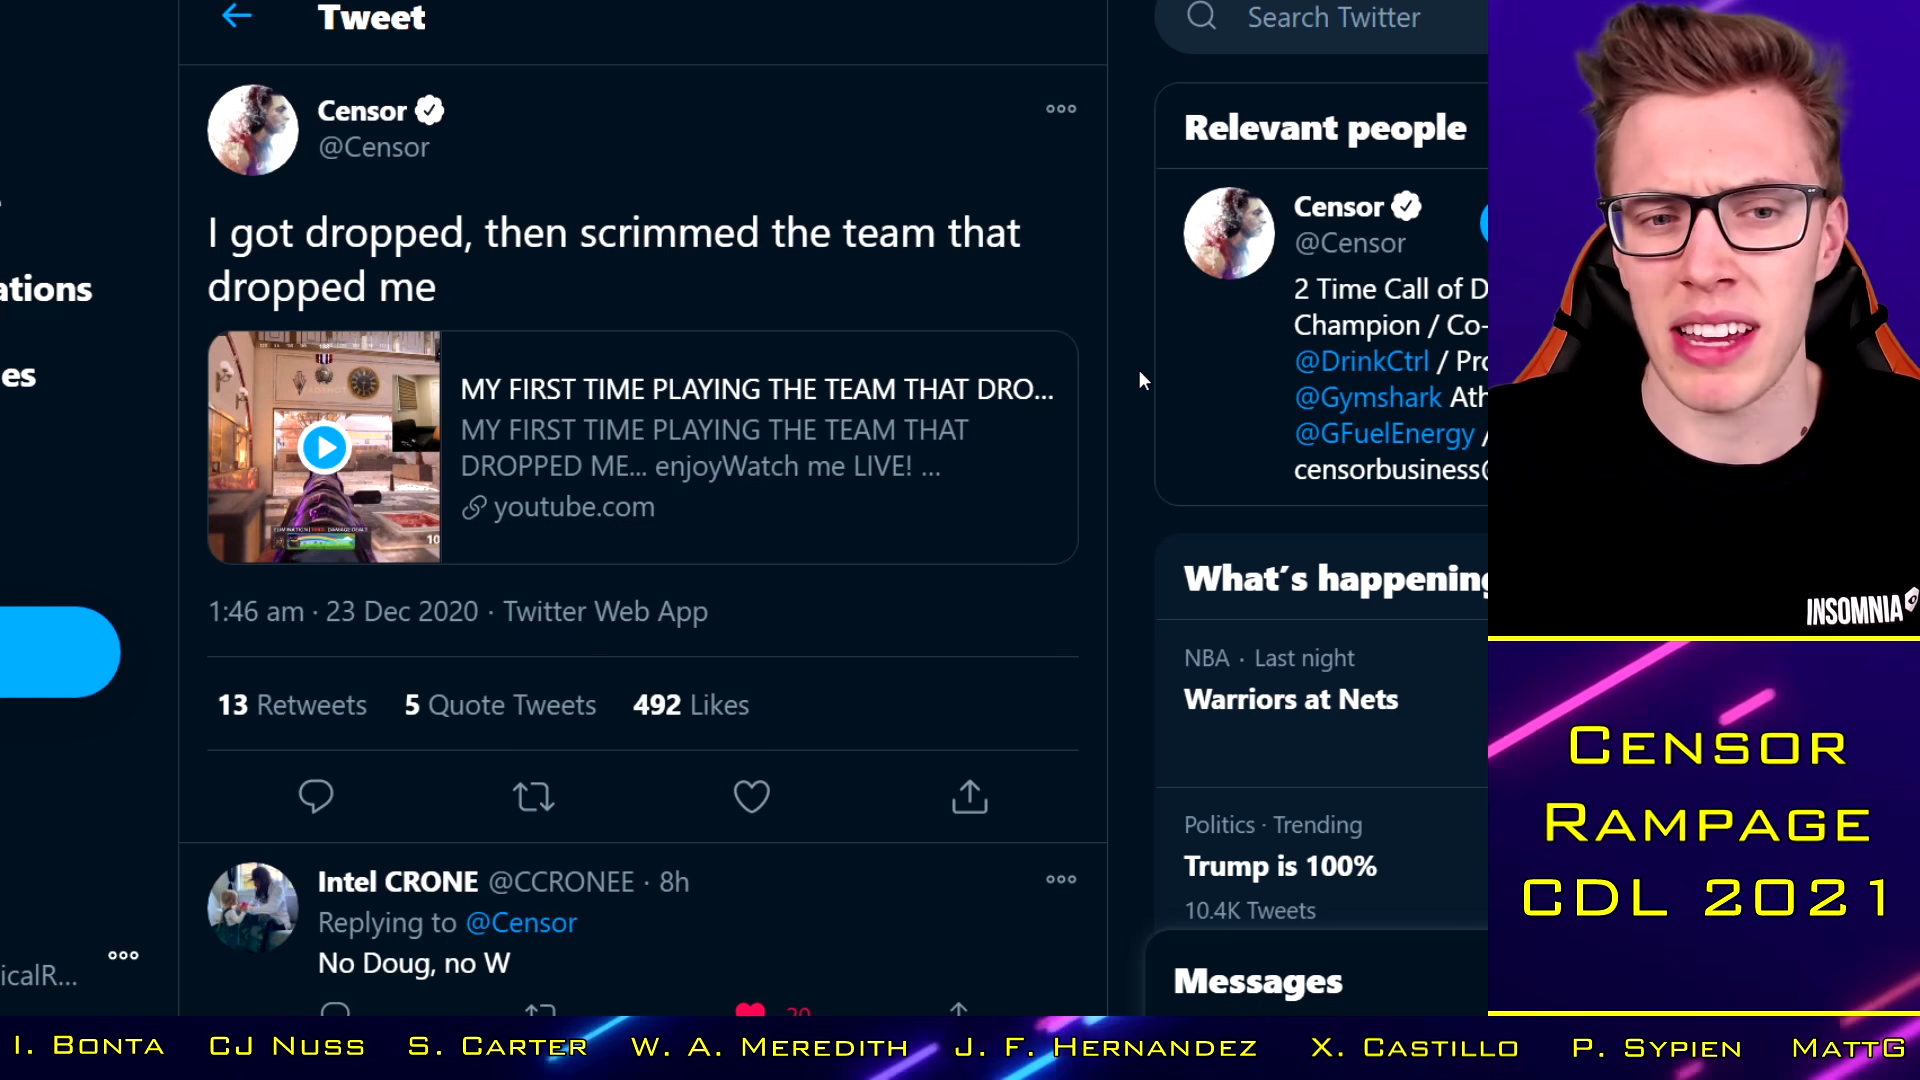 Tweet
Search Twitter
Censor
@Censor
I got dropped, then scrimmed the team that
dropped me
MY FIRST TIME PLAYING THE TEAM THAT DRO...
MY FIRST TIME PLAYING THE TEAM THAT
DROPPED ME... enjoyWatch me LIVE! ...
youtube.com
1:46 am · 23 Dec 2020 · Twitter Web App
13 Retweets 5 Quote Tweets 492 Likes
Intel CRONE @CCRONEE · 8h
Replying to @Censor
No Doug, no W
ations
es
icalR...
Relevant people
Censor
@Censor
2 Time Call of D
Champion / Co-
@DrinkCtrl / Pro
@Gymshark Ath
@GFuelEnergy /
censorbusiness@
What's happening
NBA · Last night
Warriors at Nets
Politics · Trending
Trump is 100%
10.4K Tweets
Messages
INSOMNIA
CENSOR
RAMPAGE
CDL 2021
I. BONTA CJ NUSS S. CARTER W. A. MEREDITH J. F. HERNANDEZ X. CASTILLO P. SYPIEN MATTG